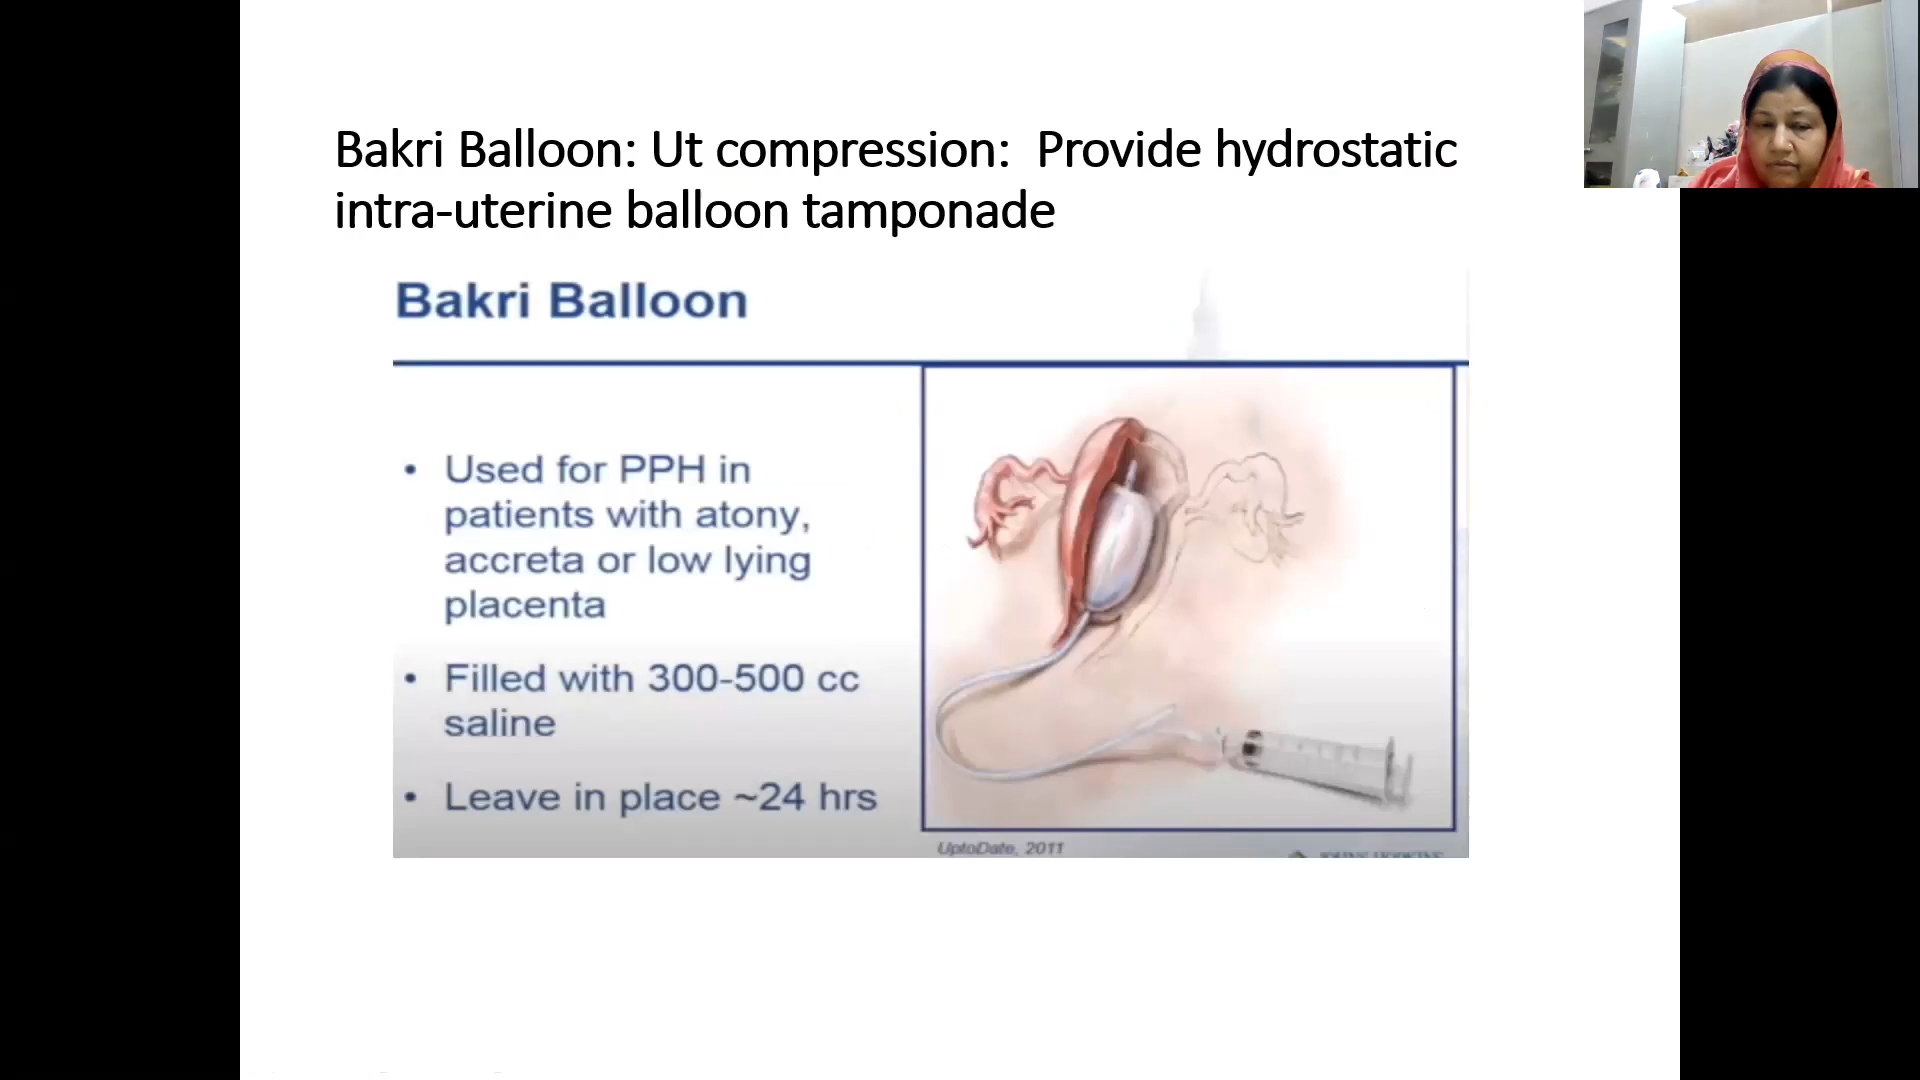 Bakri Balloon: Ut compression:  Provide hydrostatic
intra-uterine balloon tamponade
Bakri Balloon
• Used for PPH in
patients with atony,
accreta or low lying
placenta
• Filled with 300-500 cc
saline
• Leave in place ~24 hrs
UptoDate, 2011